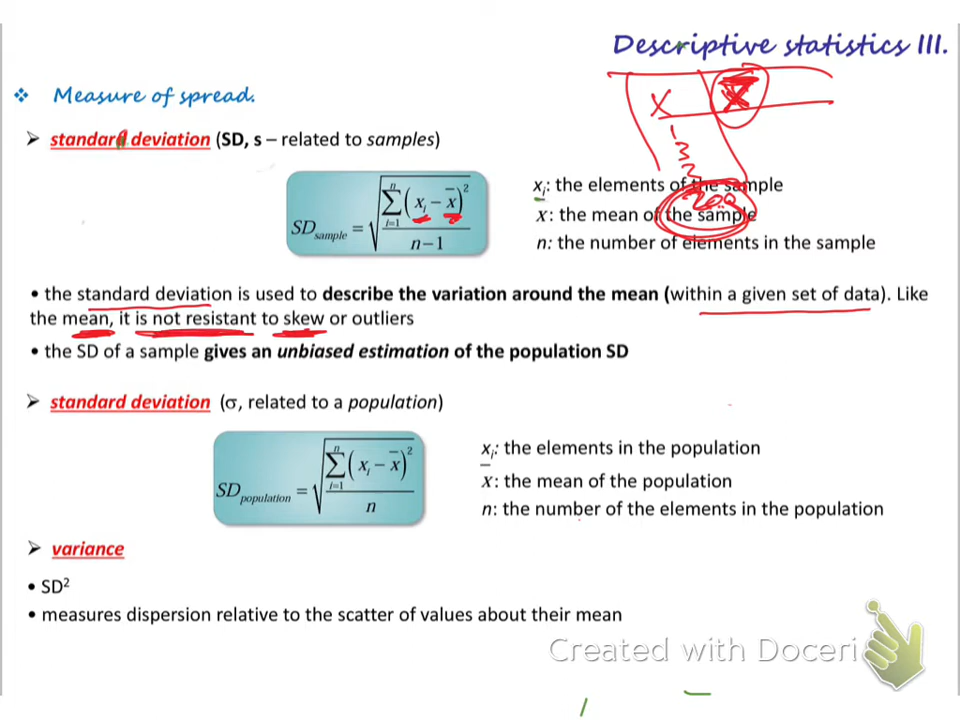 Descriptive statistics III.
❖ Measure of spread.
➢ standard deviation (SD, s – related to samples)
SD_sample = √( Σ_{i=1}^{n} (x_i − x̄)² / (n−1) )
x_i: the elements of the sample
x̄: the mean of the sample
n: the number of elements in the sample
X
200
• the standard deviation is used to describe the variation around the mean (within a given set of data). Like
the mean, it is not resistant to skew or outliers
• the SD of a sample gives an unbiased estimation of the population SD
➢ standard deviation (σ, related to a population)
SD_population = √( Σ_{i=1}^{n} (x_i − x̄)² / n )
x_i: the elements in the population
x̄: the mean of the population
n: the number of the elements in the population
➢ variance
• SD²
• measures dispersion relative to the scatter of values about their mean
Created with Doceri